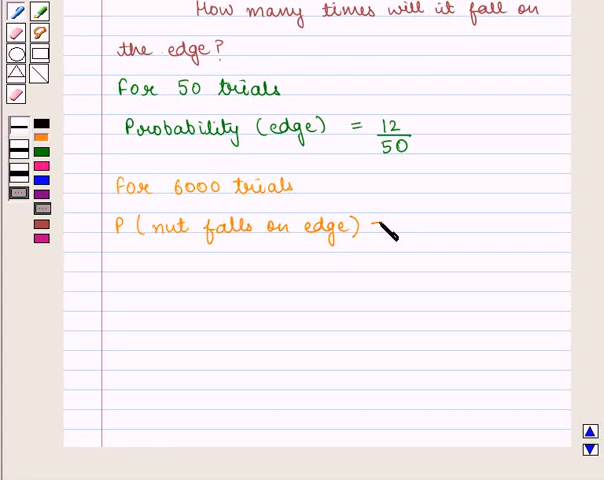 How many times will it fall on
the edge?
For 50 trials
Probability (edge) = 12/50
For 6000 trials
P (nut falls on edge)